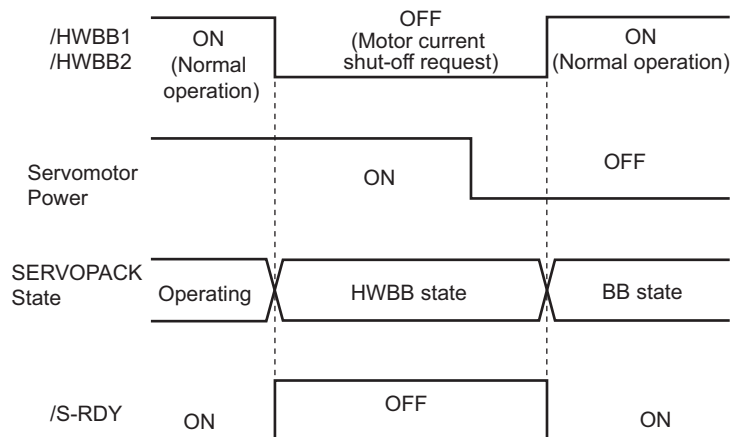 /HWBB1
/HWBB2
ON
(Normal
operation)
OFF
(Motor current
shut-off request)
ON
(Normal operation)
Servomotor
Power
ON
OFF
SERVOPACK
State
Operating
HWBB state
BB state
/S-RDY
ON
OFF
ON